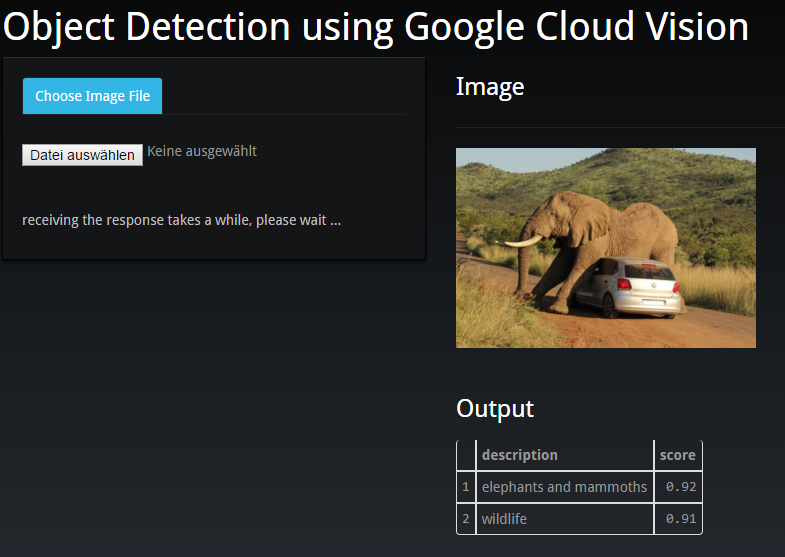 Object Detection using Google Cloud Vision
Choose Image File
Datei auswählen Keine ausgewählt
receiving the response takes a while, please wait ...
Image
Output
description score
1 elephants and mammoths 0.92
2 wildlife 0.91